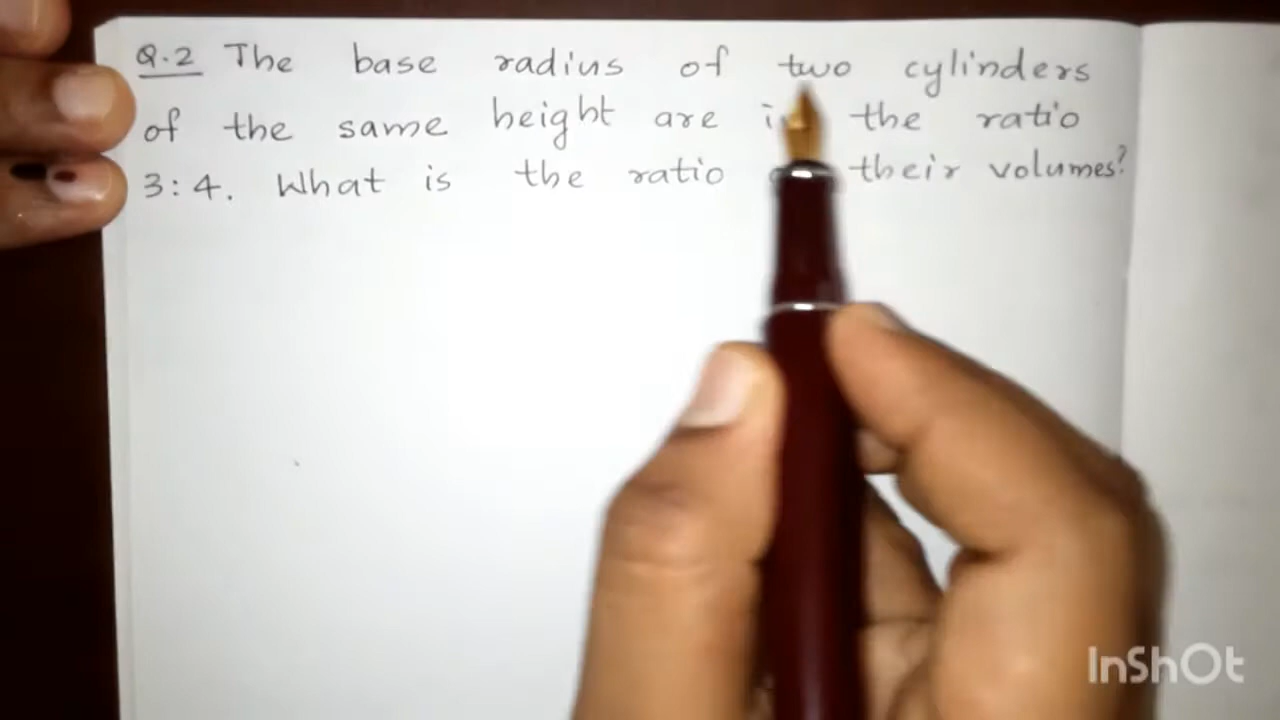 Q.2 The base radius of two cylinders
of the same height are the ratio
3:4. What is the ratio their volumes?
InShOt